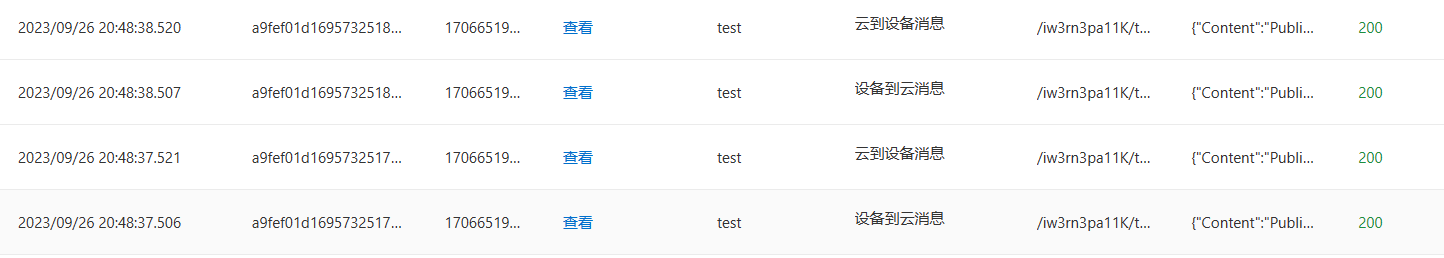 2023/09/26 20:48:38.520 a9fef01d1695732518... 17066519... 查看 test 云到设备消息 /iw3rn3pa11K/t... {"Content":"Publi... 200
2023/09/26 20:48:38.507 a9fef01d1695732518... 17066519... 查看 test 设备到云消息 /iw3rn3pa11K/t... {"Content":"Publi... 200
2023/09/26 20:48:37.521 a9fef01d1695732517... 17066519... 查看 test 云到设备消息 /iw3rn3pa11K/t... {"Content":"Publi... 200
2023/09/26 20:48:37.506 a9fef01d1695732517... 17066519... 查看 test 设备到云消息 /iw3rn3pa11K/t... {"Content":"Publi... 200